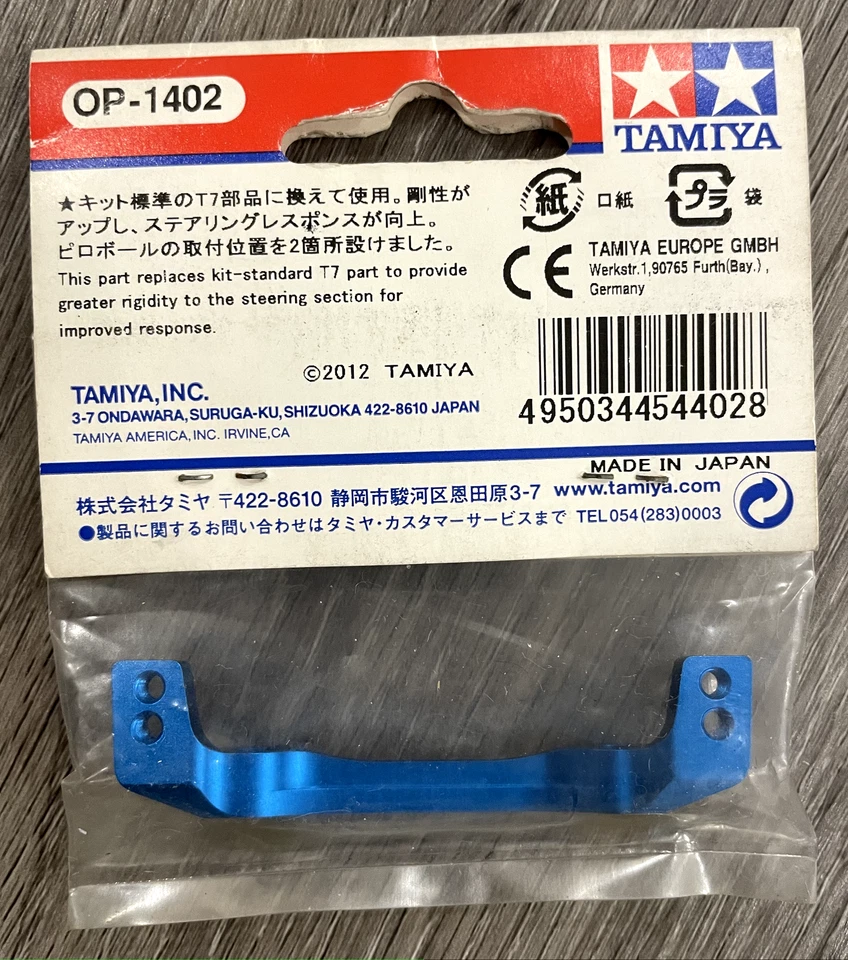 OP-1402
TAMIYA
★キット標準のT7部品に換えて使用。剛性が
アップし、ステアリングレスポンスが向上。
ピロボールの取付位置を2箇所設けました。
This part replaces kit-standard T7 part to provide
greater rigidity to the steering section for
improved response.
紙 口紙 プラ 袋
CE
TAMIYA EUROPE GMBH
Werkstr.1,90765 Furth(Bay.) ,
Germany
©2012 TAMIYA
4950344544028
TAMIYA,INC.
3-7 ONDAWARA,SURUGA-KU,SHIZUOKA 422-8610 JAPAN
TAMIYA AMERICA,INC. IRVINE,CA
MADE IN JAPAN
株式会社タミヤ 〒422-8610 静岡市駿河区恩田原3-7 www.tamiya.com
●製品に関するお問い合わせはタミヤ・カスタマーサービスまで TEL054(283)0003